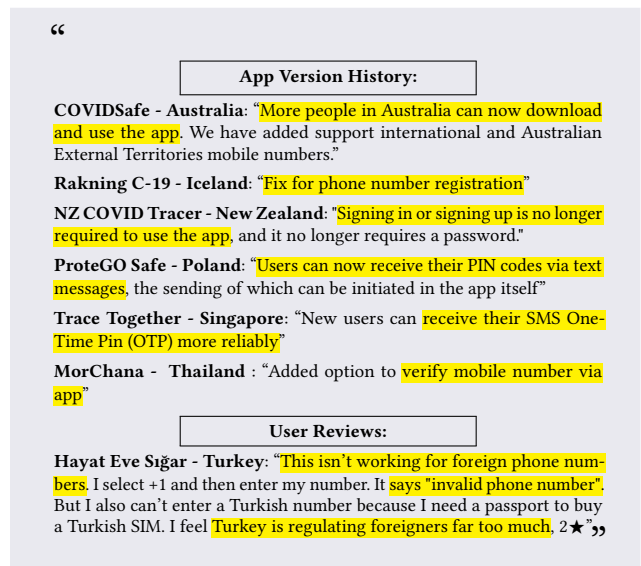 “
App Version History:
COVIDSafe - Australia: “More people in Australia can now download
and use the app. We have added support international and Australian
External Territories mobile numbers.”
Rakning C-19 - Iceland: “Fix for phone number registration”
NZ COVID Tracer - New Zealand: "Signing in or signing up is no longer
required to use the app, and it no longer requires a password."
ProteGO Safe - Poland: “Users can now receive their PIN codes via text
messages, the sending of which can be initiated in the app itself”
Trace Together - Singapore: “New users can receive their SMS One-
Time Pin (OTP) more reliably”
MorChana - Thailand : “Added option to verify mobile number via
app”
User Reviews:
Hayat Eve Sığar - Turkey: “This isn’t working for foreign phone num-
bers. I select +1 and then enter my number. It says "invalid phone number".
But I also can’t enter a Turkish number because I need a passport to buy
a Turkish SIM. I feel Turkey is regulating foreigners far too much, 2★”
”